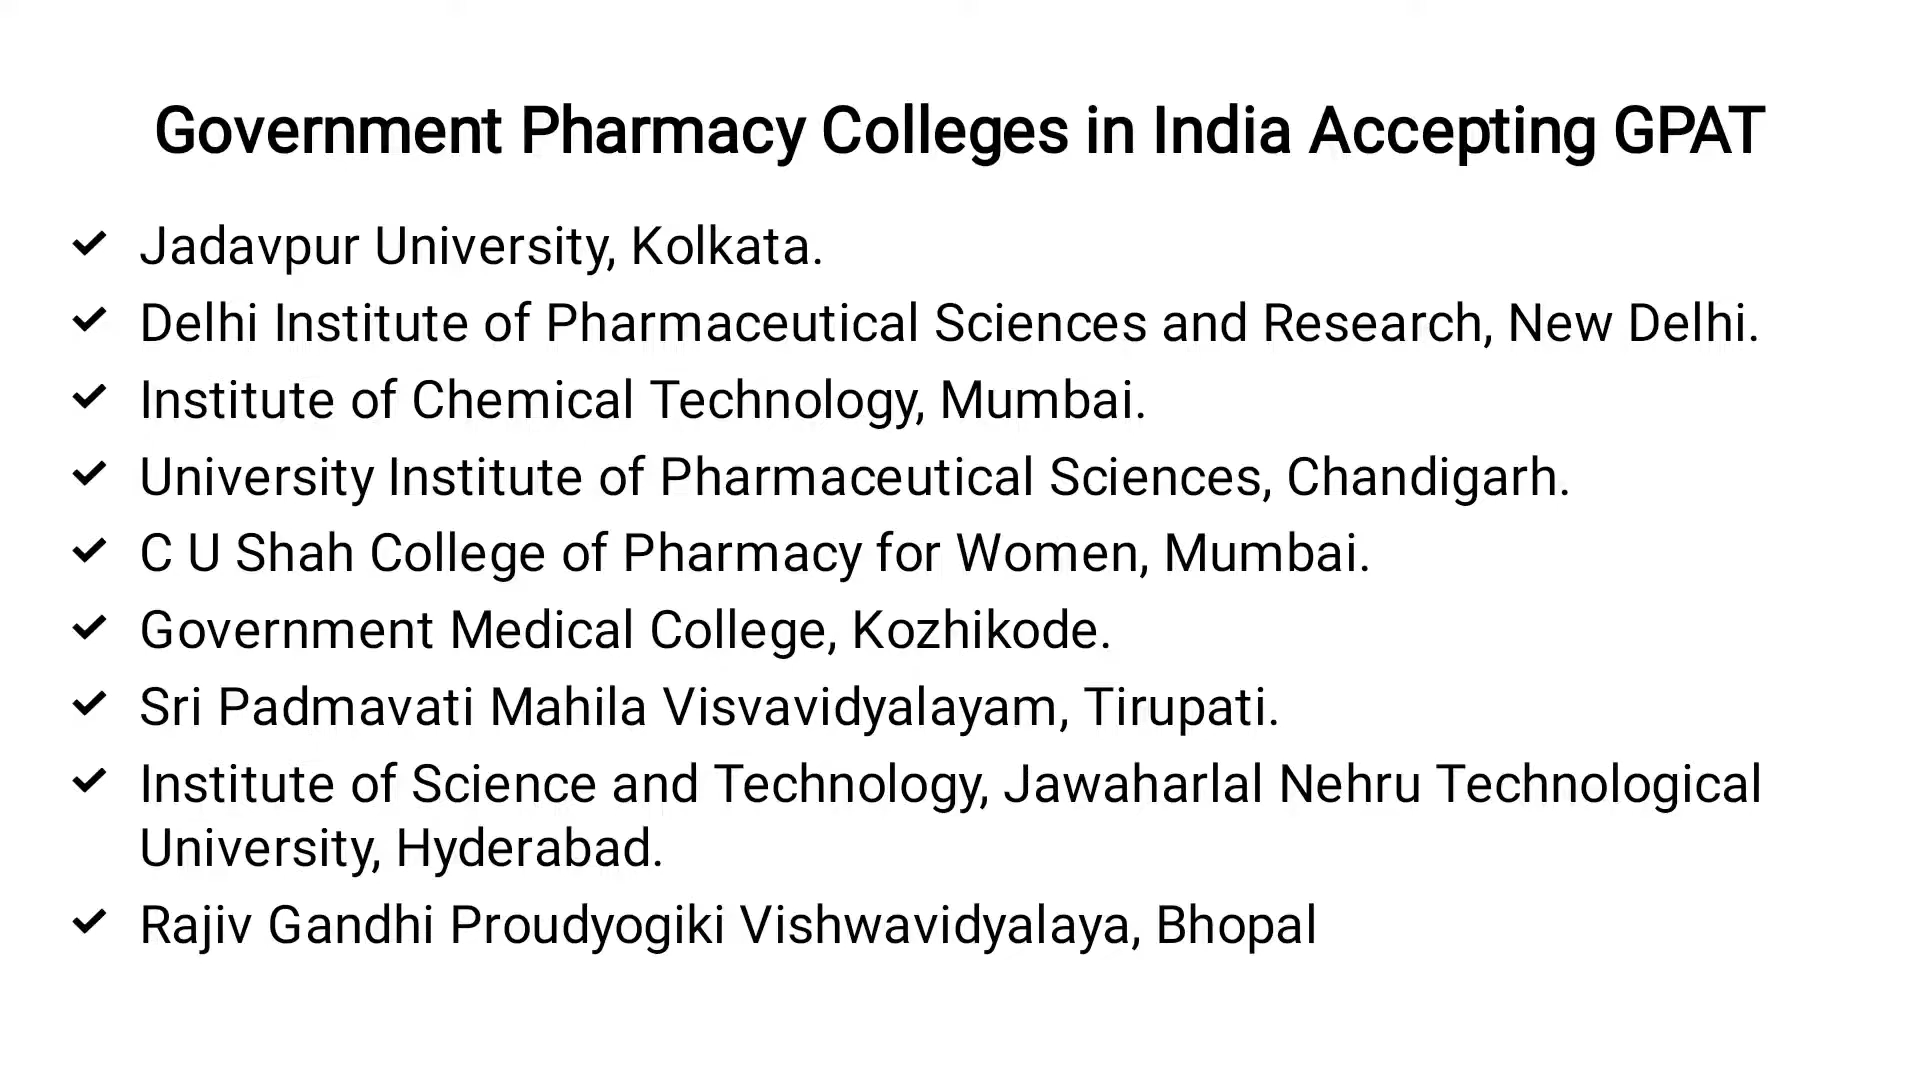 Government Pharmacy Colleges in India Accepting GPAT
Jadavpur University, Kolkata.
Delhi Institute of Pharmaceutical Sciences and Research, New Delhi.
Institute of Chemical Technology, Mumbai.
University Institute of Pharmaceutical Sciences, Chandigarh.
C U Shah College of Pharmacy for Women, Mumbai.
Government Medical College, Kozhikode.
Sri Padmavati Mahila Visvavidyalayam, Tirupati.
Institute of Science and Technology, Jawaharlal Nehru Technological
University, Hyderabad.
Rajiv Gandhi Proudyogiki Vishwavidyalaya, Bhopal